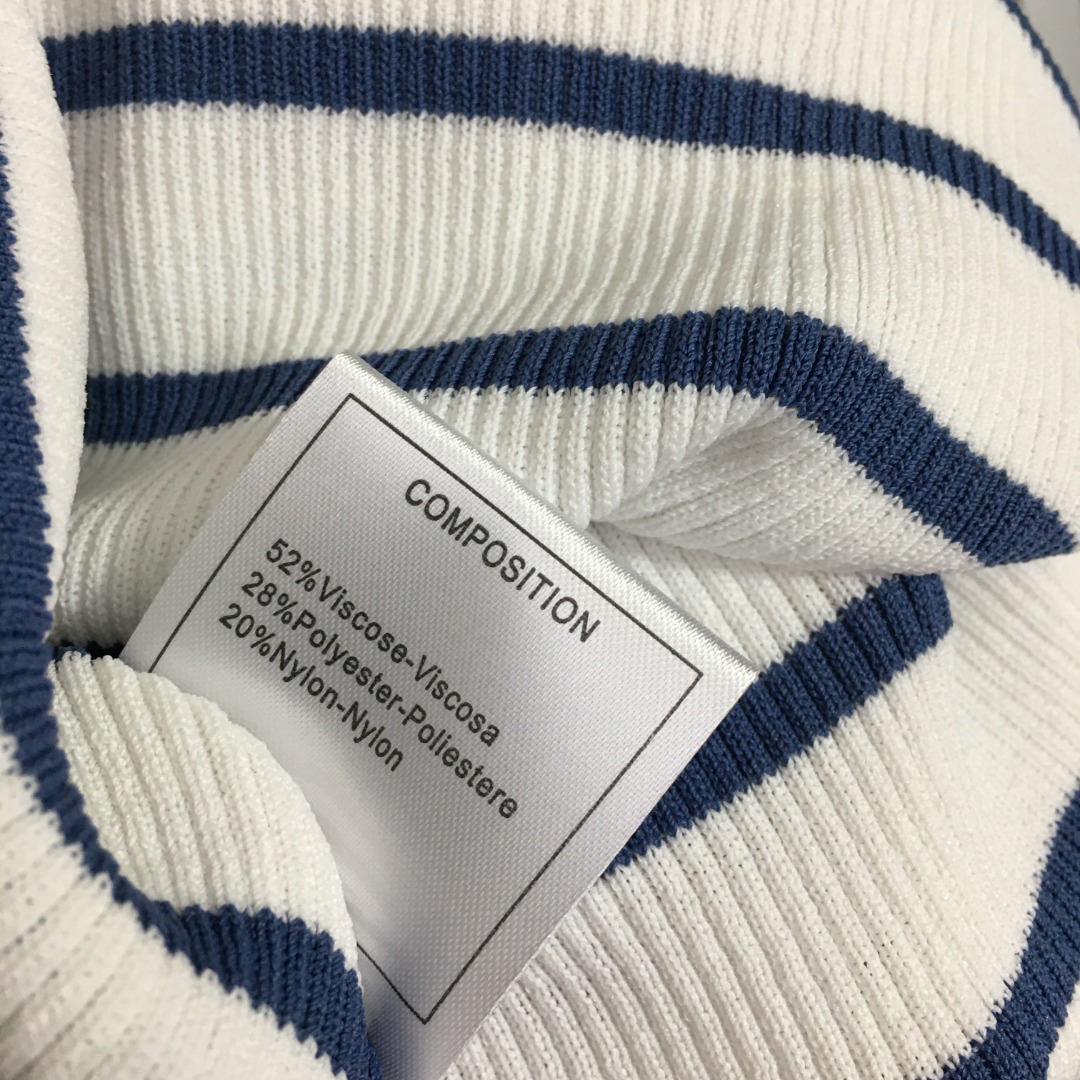 COMPOSITION
52%Viscose-Viscosa
28%Polyester-Poliestere
20%Nylon-Nylon